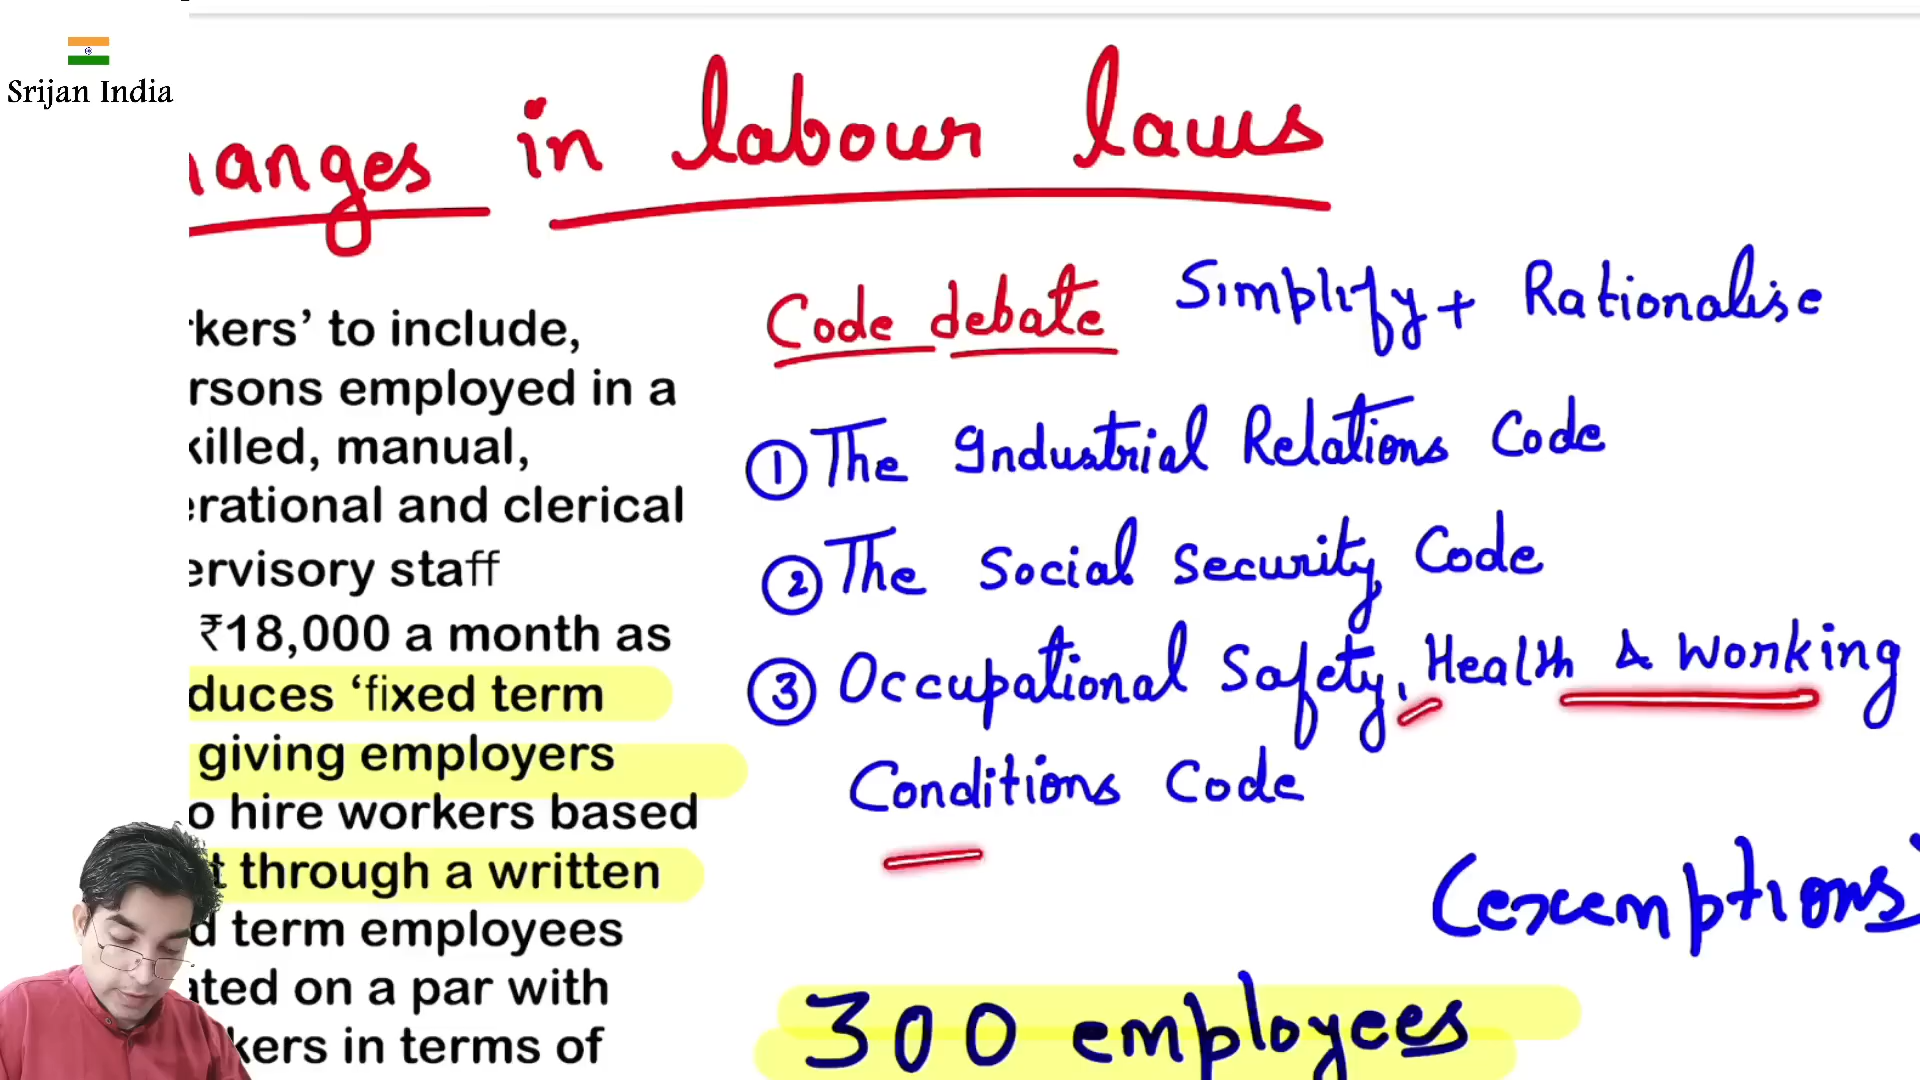 Srijan India
anges in labour laws
kers’ to include,
rsons employed in a
killed, manual,
erational and clerical
ervisory staff
₹18,000 a month as
duces ‘fixed term
giving employers
o hire workers based
t through a written
d term employees
ated on a par with
kers in terms of
Code debate Simplify + Rationalise
① The Industrial Relations Code
② The Social Security Code
③ Occupational Safety, Health & Working
Conditions Code
(exemptions)
300 employees